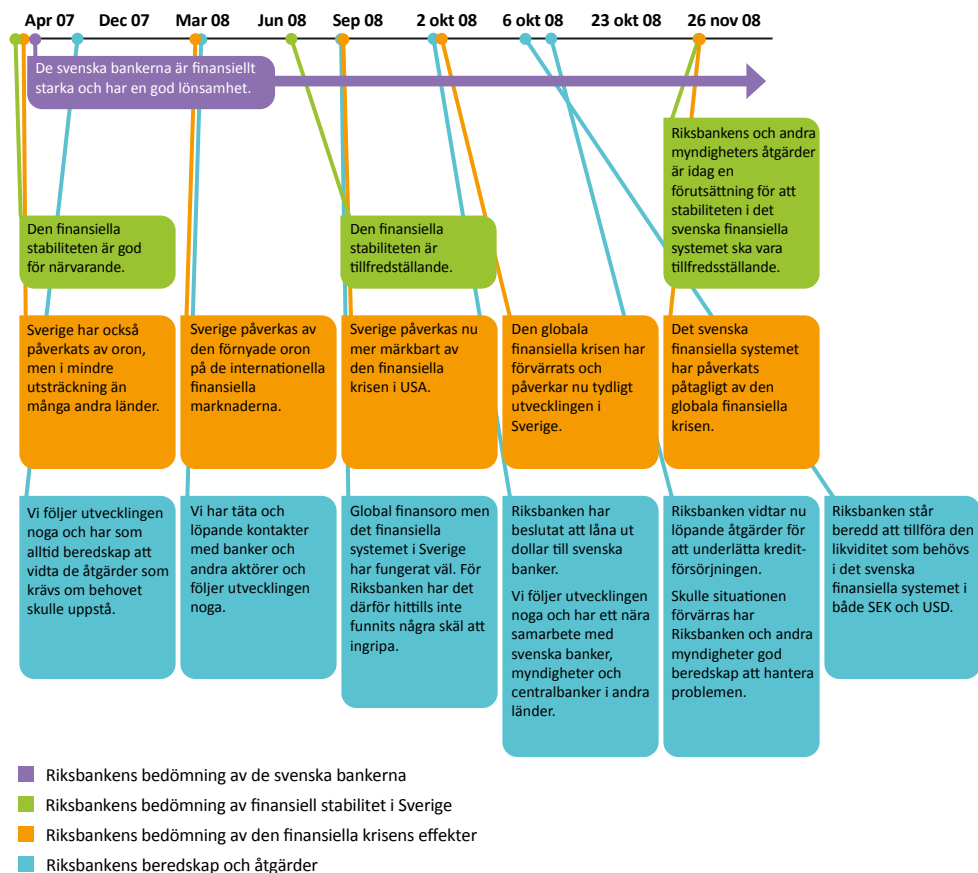 Apr 07 Dec 07 Mar 08 Jun 08 Sep 08 2 okt 08 6 okt 08 23 okt 08 26 nov 08
De svenska bankerna är finansiellt
starka och har en god lönsamhet.
Den finansiella
stabiliteten är god
för närvarande.
Den finansiella
stabiliteten är
tillfredställande.
Riksbankens och andra
myndigheters åtgärder
är idag en
förutsättning för att
stabiliteten i det
svenska finansiella
systemet ska vara
tillfredsställande.
Sverige har också
påverkats av oron,
men i mindre
utsträckning än
många andra länder.
Sverige påverkas av
den förnyade oron
på de internationella
finansiella
marknaderna.
Sverige påverkas nu
mer märkbart av
den finansiella
krisen i USA.
Den globala
finansiella krisen har
förvärrats och
påverkar nu tydligt
utvecklingen i
Sverige.
Det svenska
finansiella systemet
har påverkats
påtagligt av den
globala finansiella
krisen.
Vi följer utvecklingen
noga och har som
alltid beredskap att
vidta de åtgärder som
krävs om behovet
skulle uppstå.
Vi har täta och
löpande kontakter
med banker och
andra aktörer och
följer utvecklingen
noga.
Global finansoro men
det finansiella
systemet i Sverige
har fungerat väl. För
Riksbanken har det
därför hittills inte
funnits några skäl att
ingripa.
Riksbanken har
beslutat att låna ut
dollar till svenska
banker.
Vi följer utvecklingen
noga och har ett nära
samarbete med
svenska banker,
myndigheter och
centralbanker i andra
länder.
Riksbanken vidtar nu
löpande åtgärder för
att underlätta kredit-
försörjningen.
Skulle situationen
förvärras har
Riksbanken och andra
myndigheter god
beredskap att hantera
problemen.
Riksbanken står
beredd att tillföra den
likviditet som behövs
i det svenska
finansiella systemet i
både SEK och USD.
Riksbankens bedömning av de svenska bankerna
Riksbankens bedömning av finansiell stabilitet i Sverige
Riksbankens bedömning av den finansiella krisens effekter
Riksbankens beredskap och åtgärder